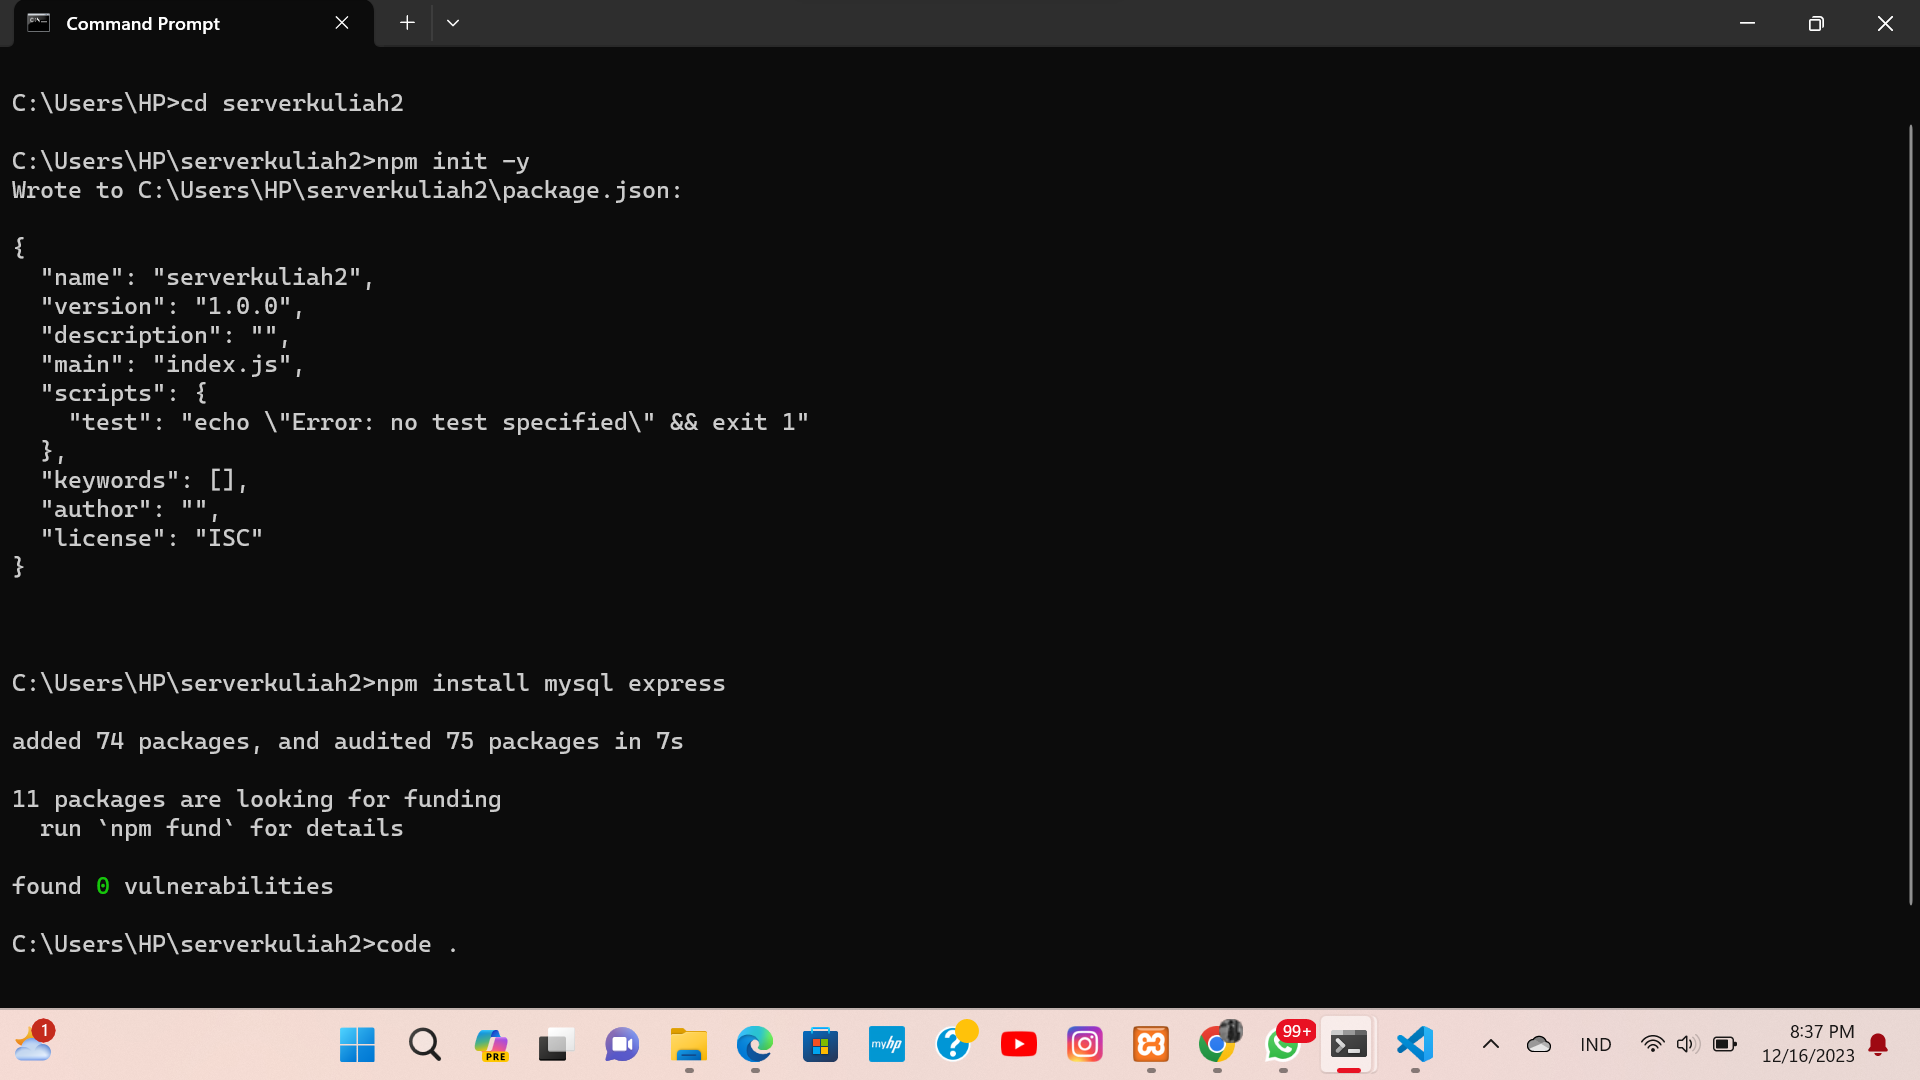 Command Prompt
C:\Users\HP>cd serverkuliah2
C:\Users\HP\serverkuliah2>npm init -y
Wrote to C:\Users\HP\serverkuliah2\package.json:
{
  "name": "serverkuliah2",
  "version": "1.0.0",
  "description": "",
  "main": "index.js",
  "scripts": {
    "test": "echo \"Error: no test specified\" && exit 1"
  },
  "keywords": [],
  "author": "",
  "license": "ISC"
}
C:\Users\HP\serverkuliah2>npm install mysql express
added 74 packages, and audited 75 packages in 7s
11 packages are looking for funding
  run `npm fund` for details
found 0 vulnerabilities
C:\Users\HP\serverkuliah2>code .
1
PRE
myhp
?
99+
IND
8:37 PM
12/16/2023